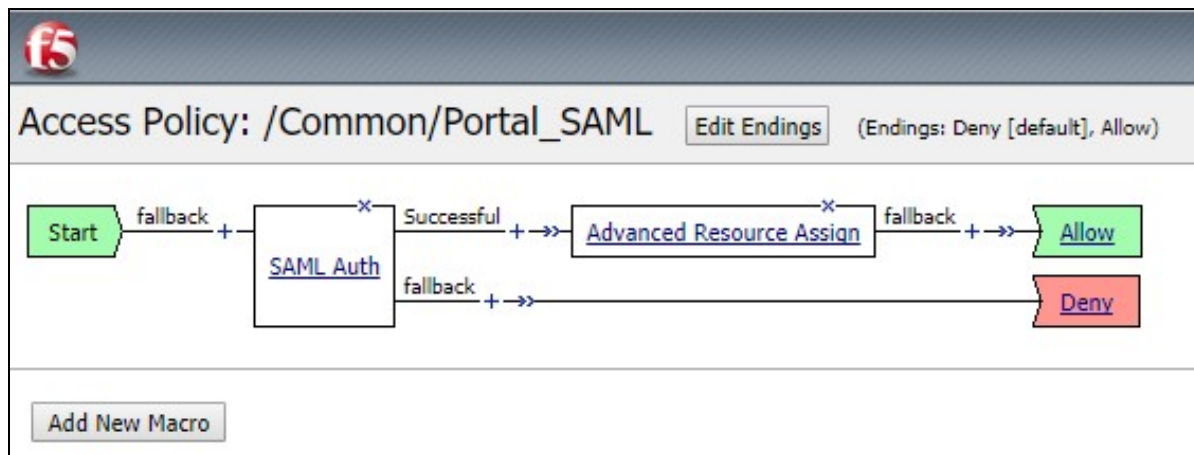 f5
Access Policy: /Common/Portal_SAML Edit Endings (Endings: Deny [default], Allow)
Start fallback + SAML Auth Successful + Advanced Resource Assign fallback + Allow
fallback + Deny
Add New Macro